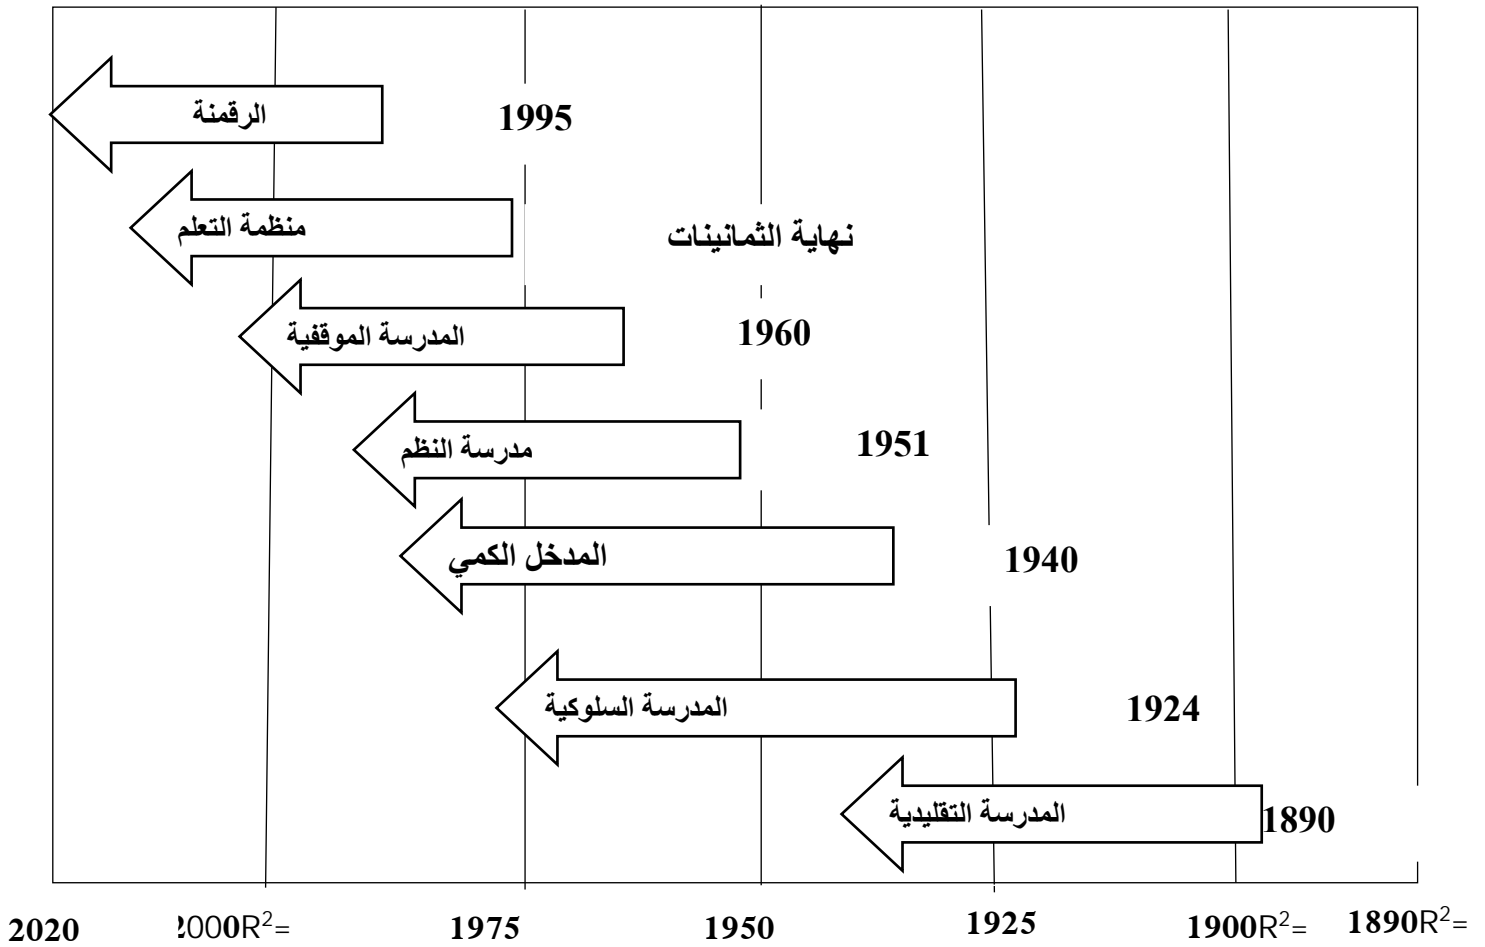 الرقمنة
1995
منظمة التعلم
نهاية الثمانينات
المدرسة الموقفية
1960
مدرسة النظم
1951
المدخل الكمي
1940
المدرسة السلوكية
1924
المدرسة التقليدية
1890
1890R²=
1900R²=
1925
1950
1975
2000R²=
2020